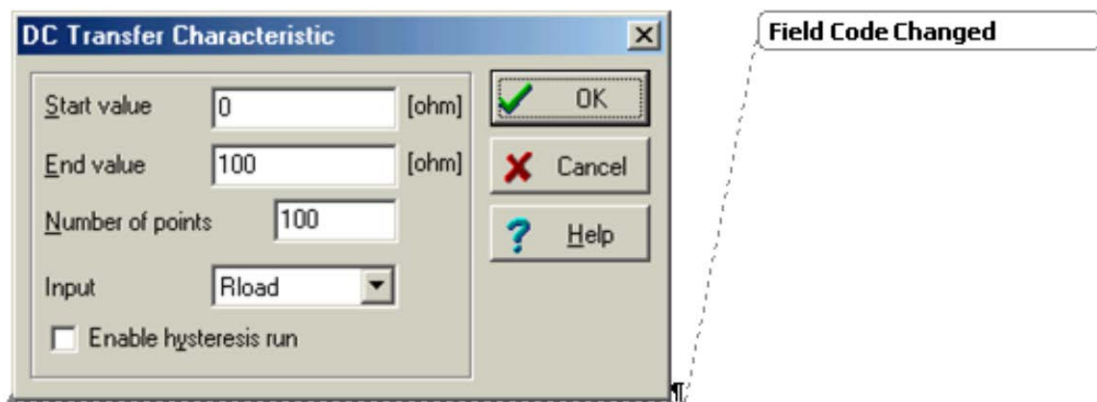 DC Transfer Characteristic
Field Code Changed
Start value 0 [ohm]
End value 100 [ohm]
Number of points 100
Input Rload
Enable hysteresis run
OK
Cancel
Help
¶